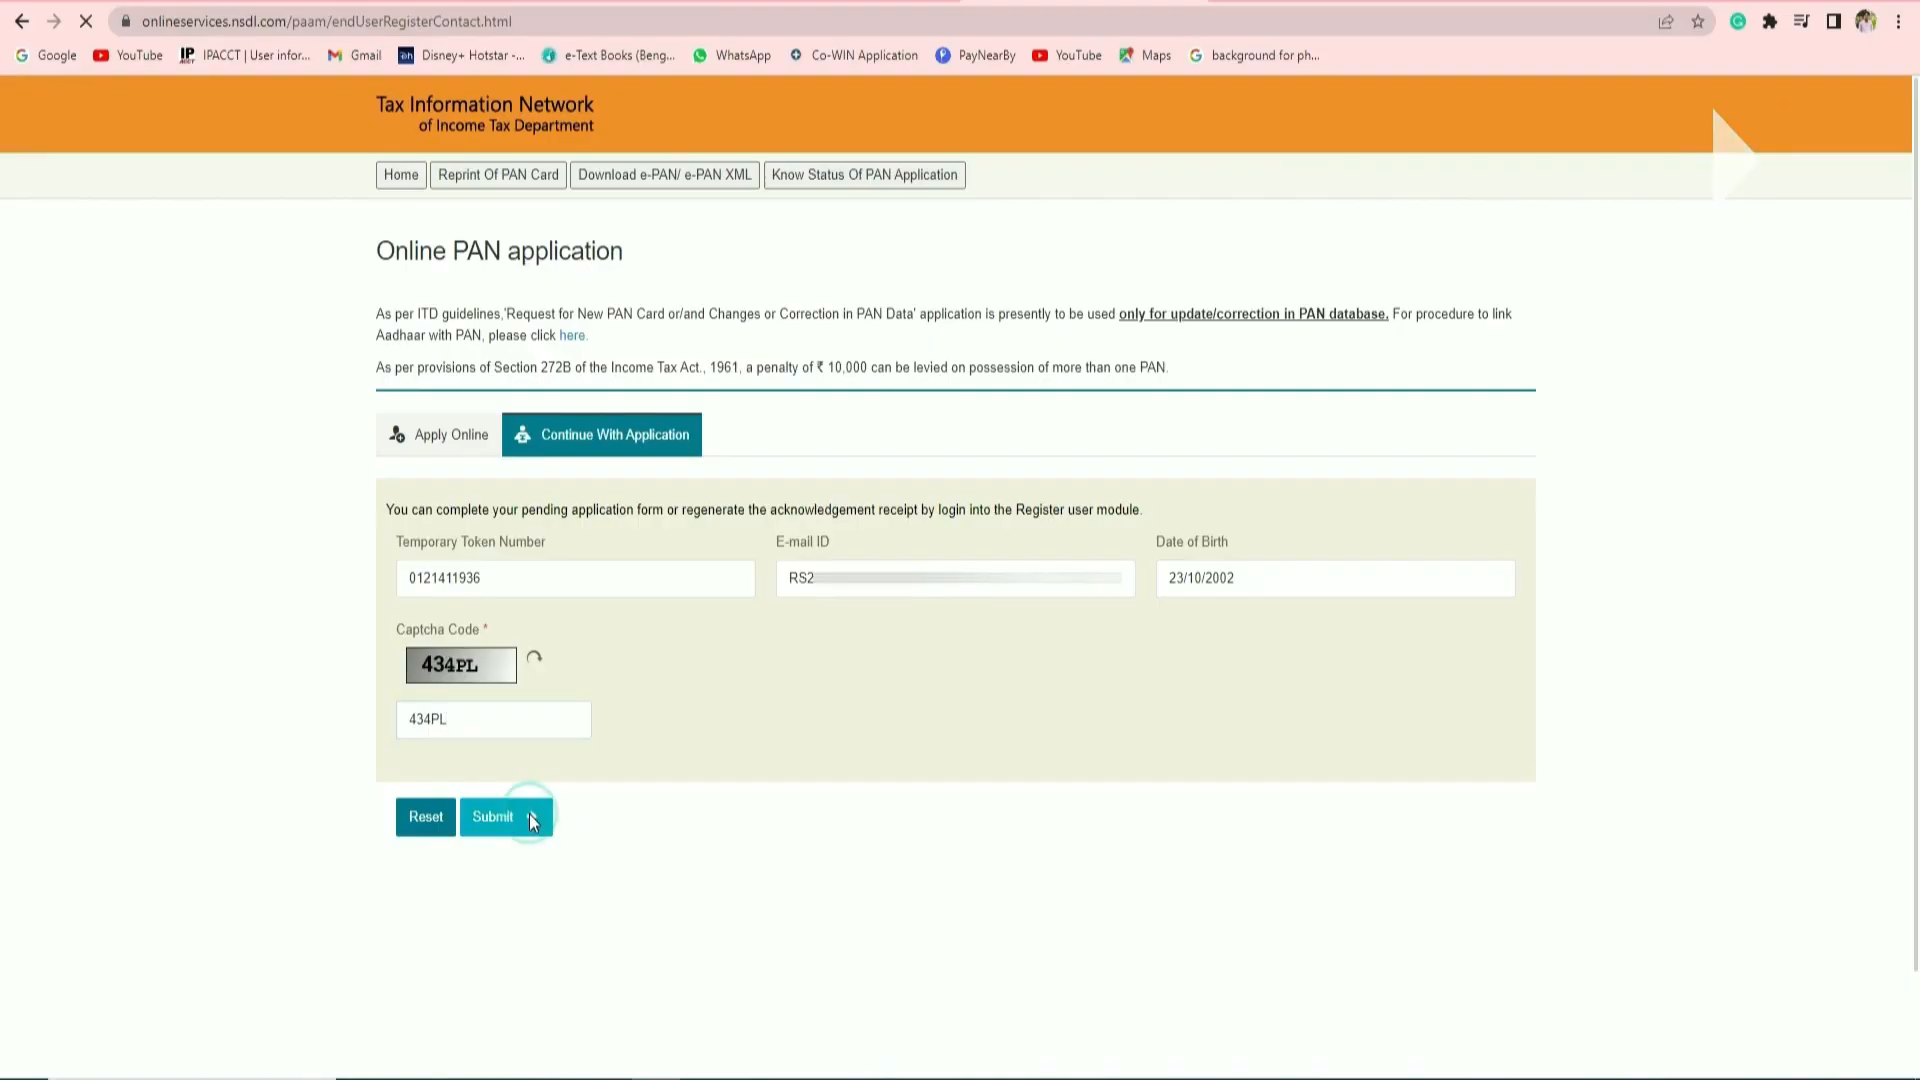 onlineservices.nsdl.com/paam/endUserRegisterContact.html
Google YouTube IP IPACCT | User infor... Gmail Disney+ Hotstar -... e-Text Books (Beng... WhatsApp Co-WIN Application PayNearBy YouTube Maps background for ph...
Tax Information Network
of Income Tax Department
Home Reprint Of PAN Card Download e-PAN/ e-PAN XML Know Status Of PAN Application
Online PAN application
As per ITD guidelines,'Request for New PAN Card or/and Changes or Correction in PAN Data' application is presently to be used only for update/correction in PAN database. For procedure to link
Aadhaar with PAN, please click here.
As per provisions of Section 272B of the Income Tax Act., 1961, a penalty of ₹ 10,000 can be levied on possession of more than one PAN.
Apply Online Continue With Application
You can complete your pending application form or regenerate the acknowledgement receipt by login into the Register user module.
Temporary Token Number E-mail ID Date of Birth
0121411936 RS2 23/10/2002
Captcha Code *
434PL
434PL
Reset Submit